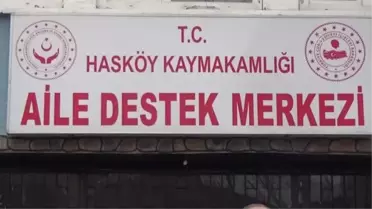 T.C.
HASKÖY KAYMAKAMLIĞI
AİLE DESTEK MERKEZİ